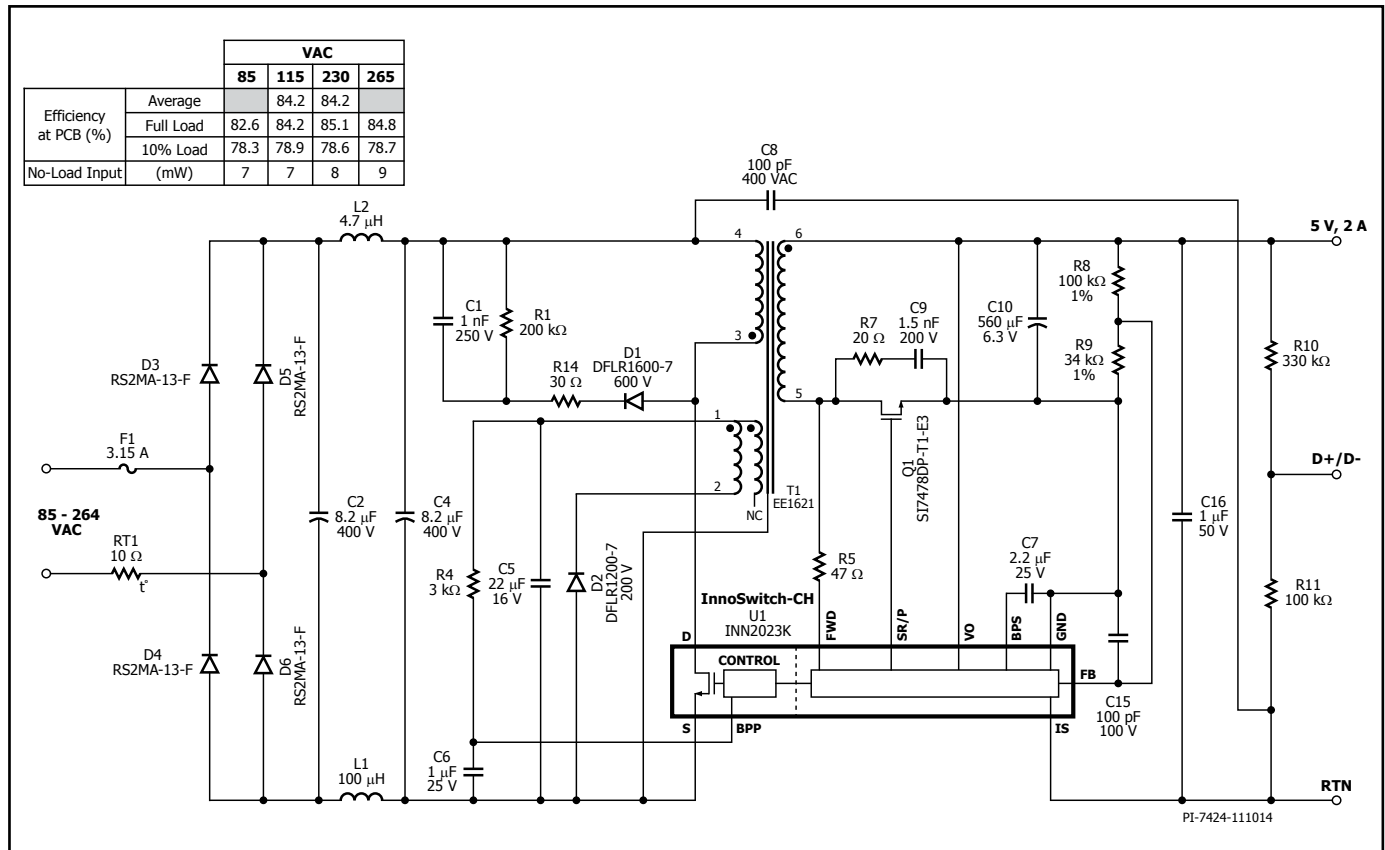 VAC
85 115 230 265
Efficiency at PCB (%)
Average 84.2 84.2
Full Load 82.6 84.2 85.1 84.8
10% Load 78.3 78.9 78.6 78.7
No-Load Input (mW) 7 7 8 9
C8
100 pF
400 VAC
L2
4.7 μH
4
6
5 V, 2 A
C1
1 nF
250 V
R1
200 kΩ
R8
100 kΩ
1%
R7
20 Ω
C9
1.5 nF
200 V
C10
560 μF
6.3 V
3
D3
RS2MA-13-F
D5
RS2MA-13-F
R14
30 Ω
D1
DFLR1600-7
600 V
R9
34 kΩ
1%
R10
330 kΩ
5
1
F1
3.15 A
Q1
SI7478DP-T1-E3
D+/D-
2
NC
T1
EE1621
85 - 264
VAC
C2
8.2 μF
400 V
C4
8.2 μF
400 V
C16
1 μF
50 V
RT1
10 Ω
t°
R4
3 kΩ
C5
22 μF
16 V
D2
DFLR1200-7
200 V
R5
47 Ω
C7
2.2 μF
25 V
R11
100 kΩ
InnoSwitch-CH
U1
INN2023K
D
FWD
SR/P
VO
BPS
GND
D4
RS2MA-13-F
D6
RS2MA-13-F
CONTROL
FB
S
BPP
IS
C15
100 pF
100 V
C6
1 μF
25 V
L1
100 μH
RTN
PI-7424-111014